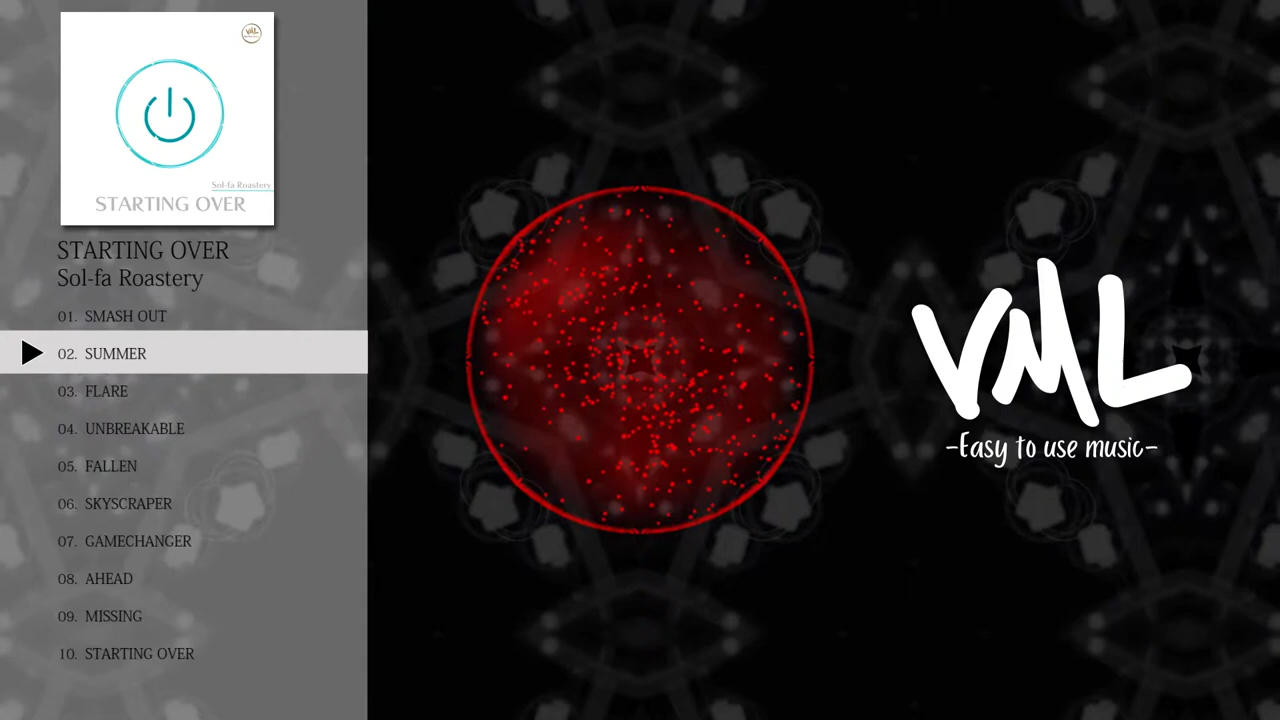 VML
Sol-fa Roastery
STARTING OVER
STARTING OVER
Sol-fa Roastery
01. SMASH OUT
02. SUMMER
03. FLARE
04. UNBREAKABLE
05. FALLEN
06. SKYSCRAPER
07. GAMECHANGER
08. AHEAD
09. MISSING
10. STARTING OVER
VML
-Easy to use music-